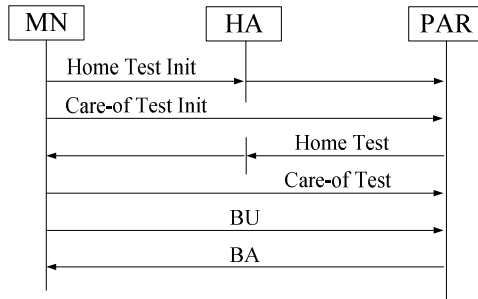 MN HA PAR
Home Test Init
Care-of Test Init
Home Test
Care-of Test
BU
BA